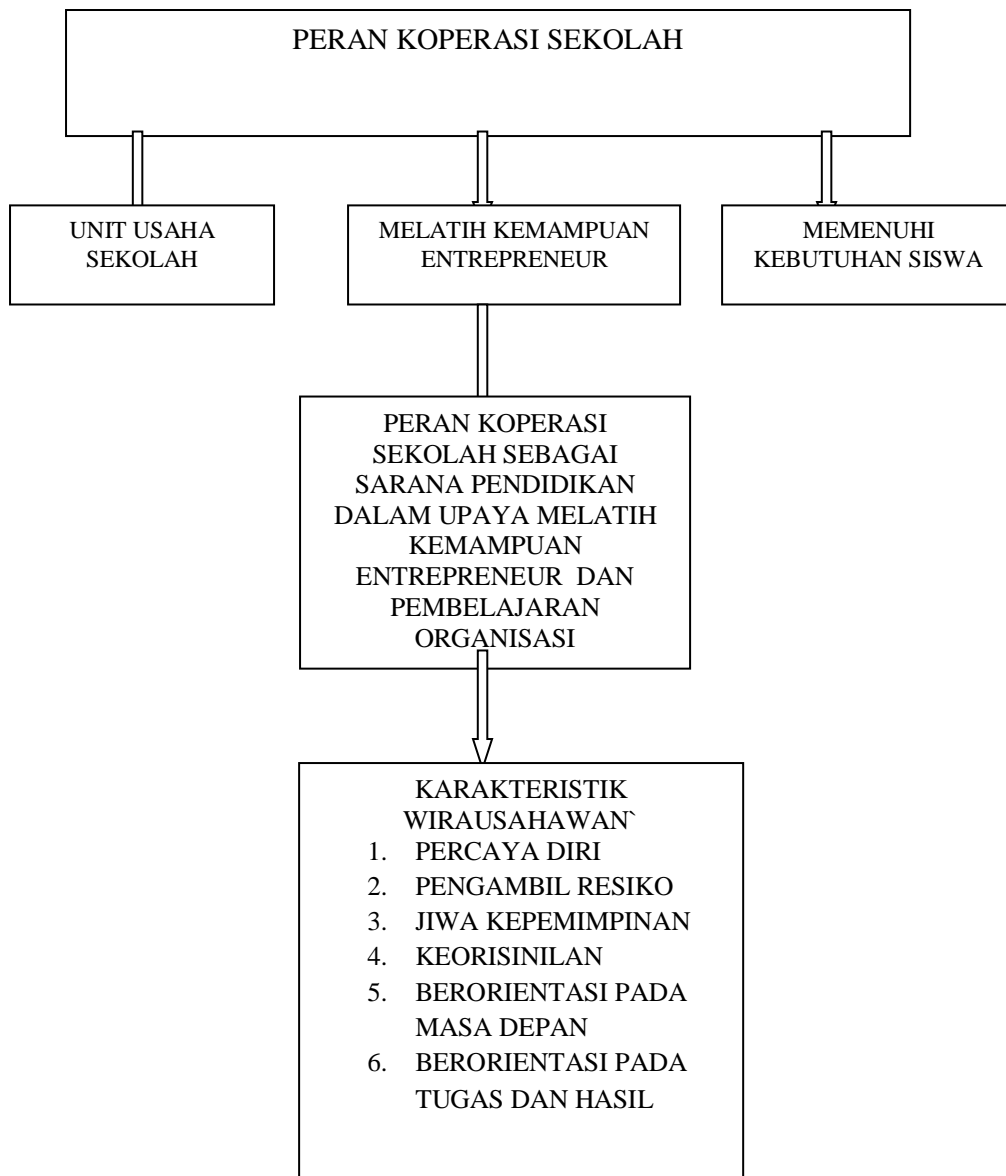 PERAN KOPERASI SEKOLAH
UNIT USAHA
SEKOLAH
MELATIH KEMAMPUAN
ENTREPRENEUR
MEMENUHI
KEBUTUHAN SISWA
PERAN KOPERASI
SEKOLAH SEBAGAI
SARANA PENDIDIKAN
DALAM UPAYA MELATIH
KEMAMPUAN
ENTREPRENEUR DAN
PEMBELAJARAN
ORGANISASI
KARAKTERISTIK
WIRAUSAHAWAN`
1. PERCAYA DIRI
2. PENGAMBIL RESIKO
3. JIWA KEPEMIMPINAN
4. KEORISINILAN
5. BERORIENTASI PADA
MASA DEPAN
6. BERORIENTASI PADA
TUGAS DAN HASIL